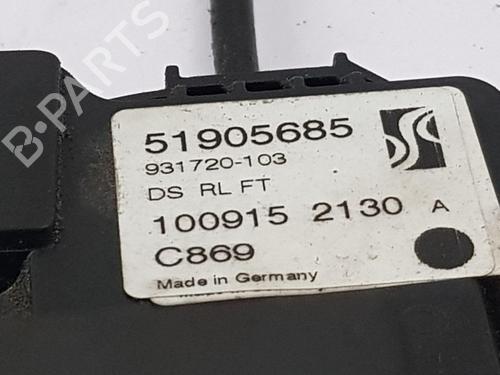 B-PARTS
51905685
931720-103
DS RL FT
100915 2130 A
C869
Made in Germany